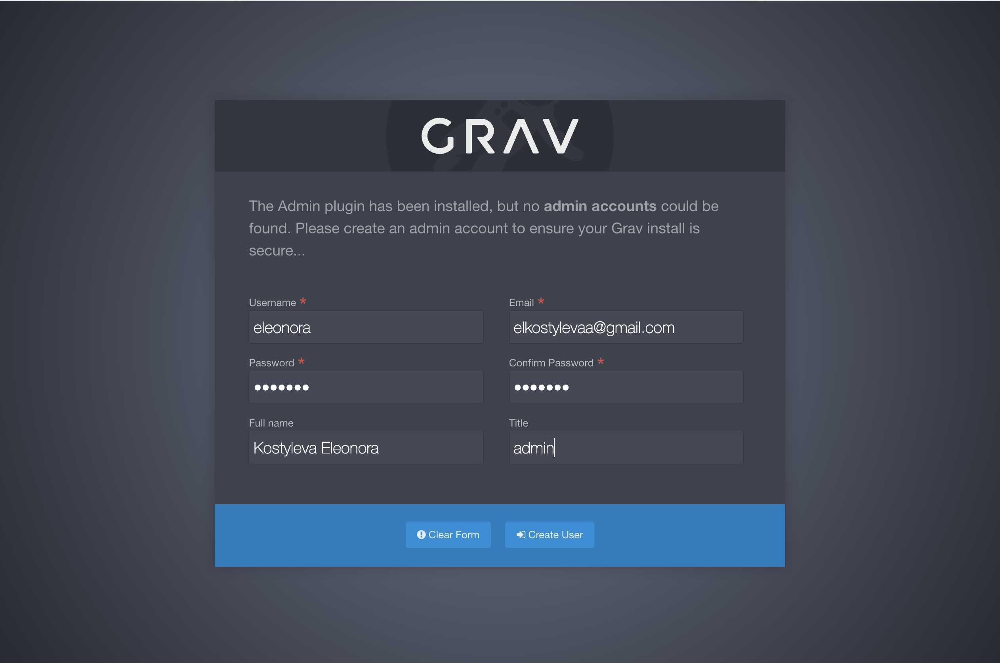 GRAV
The Admin plugin has been installed, but no admin accounts could be
found. Please create an admin account to ensure your Grav install is
secure...
Username *
Email *
eleonora
elkostylevaa@gmail.com
Password *
Confirm Password *
•••••••
•••••••
Full name
Title
Kostyleva Eleonora
admin
Clear Form
Create User